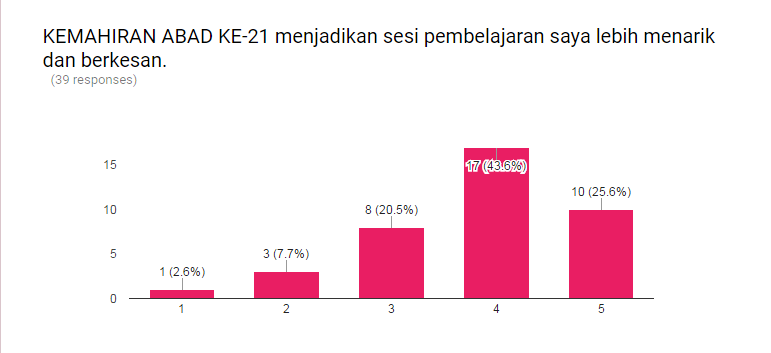 KEMAHIRAN ABAD KE-21 menjadikan sesi pembelajaran saya lebih menarik
dan berkesan.
(39 responses)
17 (43.6%)
15
10 (25.6%)
8 (20.5%)
10
3 (7.7%)
5
1 (2.6%)
0
1 2 3 4 5